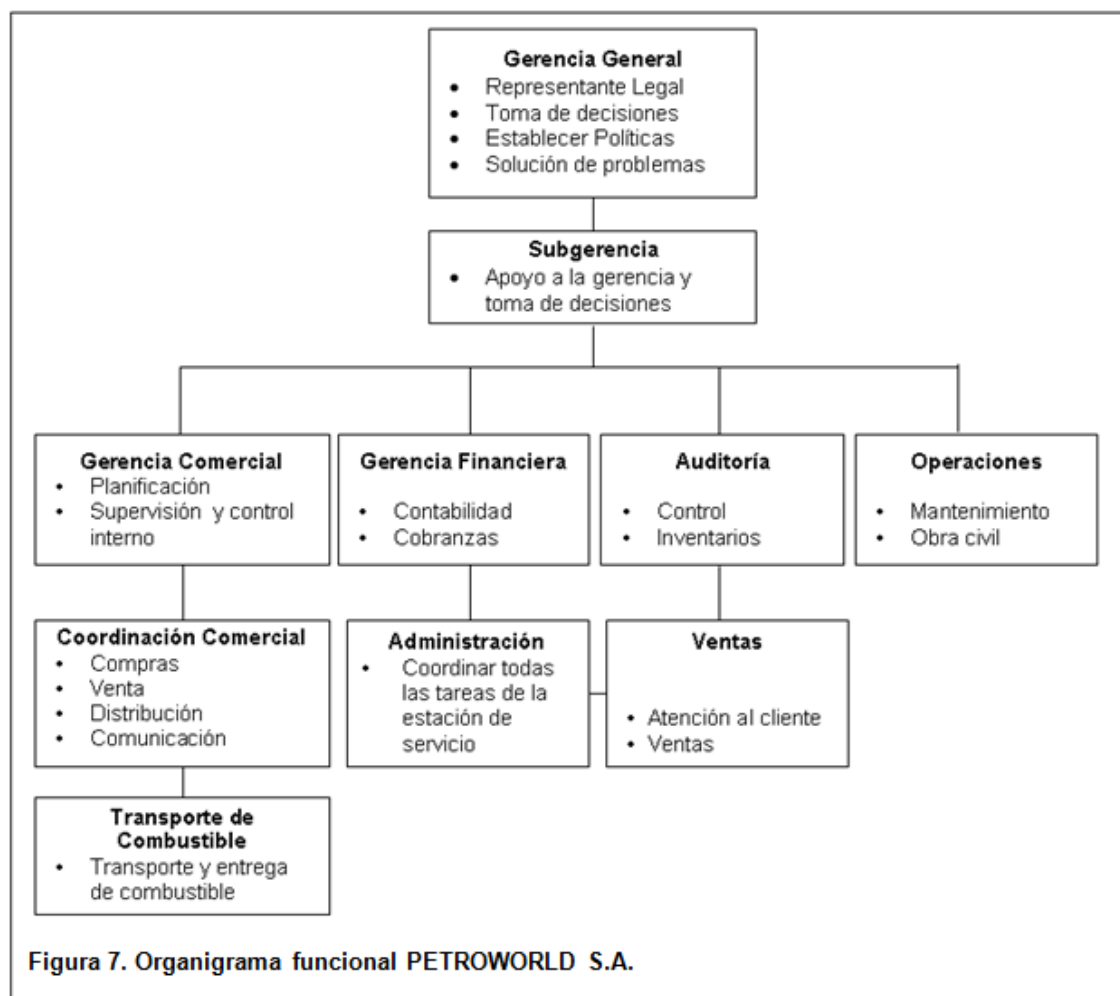 Gerencia General
• Representante Legal
• Toma de decisiones
• Establecer Políticas
• Solución de problemas
Subgerencia
• Apoyo a la gerencia y
toma de decisiones
Gerencia Comercial
• Planificación
• Supervisión y control
interno
Gerencia Financiera
• Contabilidad
• Cobranzas
Auditoría
• Control
• Inventarios
Operaciones
• Mantenimiento
• Obra civil
Coordinación Comercial
• Compras
• Venta
• Distribución
• Comunicación
Administración
• Coordinar todas
las tareas de la
estación de
servicio
Ventas
• Atención al cliente
• Ventas
Transporte de
Combustible
• Transporte y entrega
de combustible
Figura 7. Organigrama funcional PETROWORLD S.A.